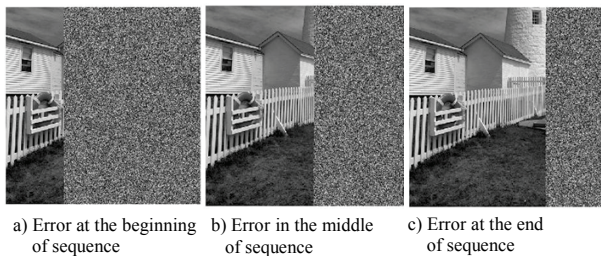 a) Error at the beginning
of sequence
b) Error in the middle
of sequence
c) Error at the end
of sequence